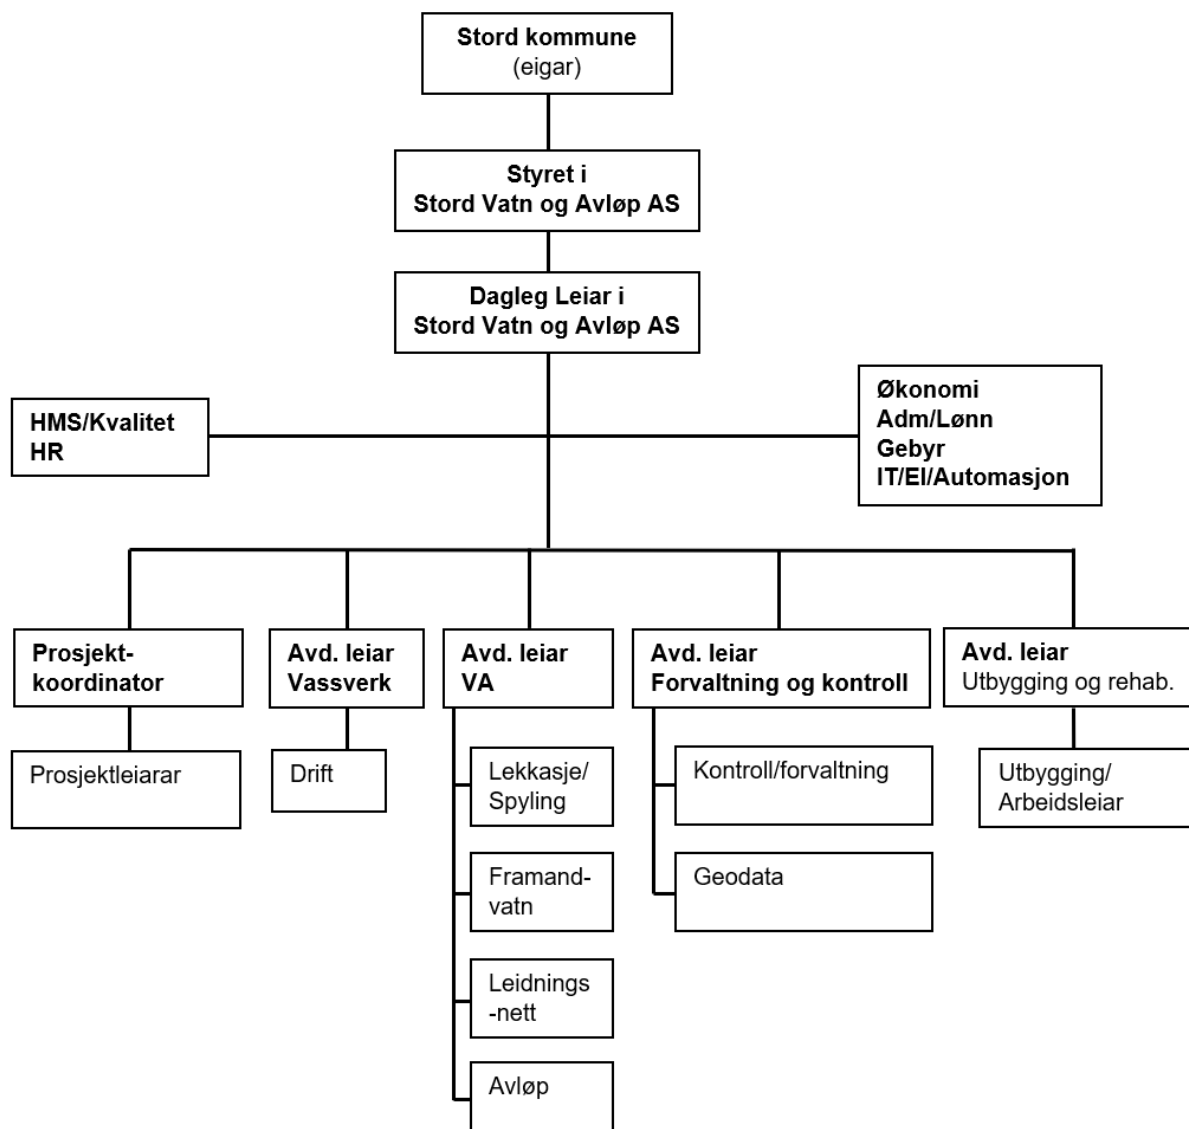 Stord kommune
(eigar)
Styret i
Stord Vatn og Avløp AS
Dagleg Leiar i
Stord Vatn og Avløp AS
HMS/Kvalitet
HR
Økonomi
Adm/Lønn
Gebyr
IT/El/Automasjon
Prosjekt-
koordinator
Avd. leiar
Vassverk
Avd. leiar
VA
Avd. leiar
Forvaltning og kontroll
Avd. leiar
Utbygging og rehab.
Prosjektleiarar
Drift
Lekkasje/
Spyling
Framand-
vatn
Leidnings
-nett
Avløp
Kontroll/forvaltning
Geodata
Utbygging/
Arbeidsleiar